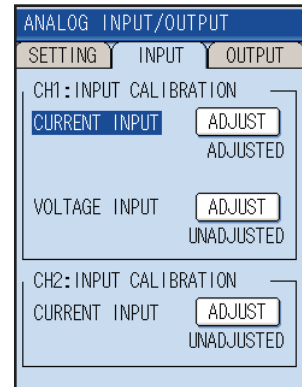 ANALOG INPUT/OUTPUT
SETTING INPUT OUTPUT
CH1:INPUT CALIBRATION
CURRENT INPUT ADJUST
ADJUSTED
VOLTAGE INPUT ADJUST
UNADJUSTED
CH2:INPUT CALIBRATION
CURRENT INPUT ADJUST
UNADJUSTED